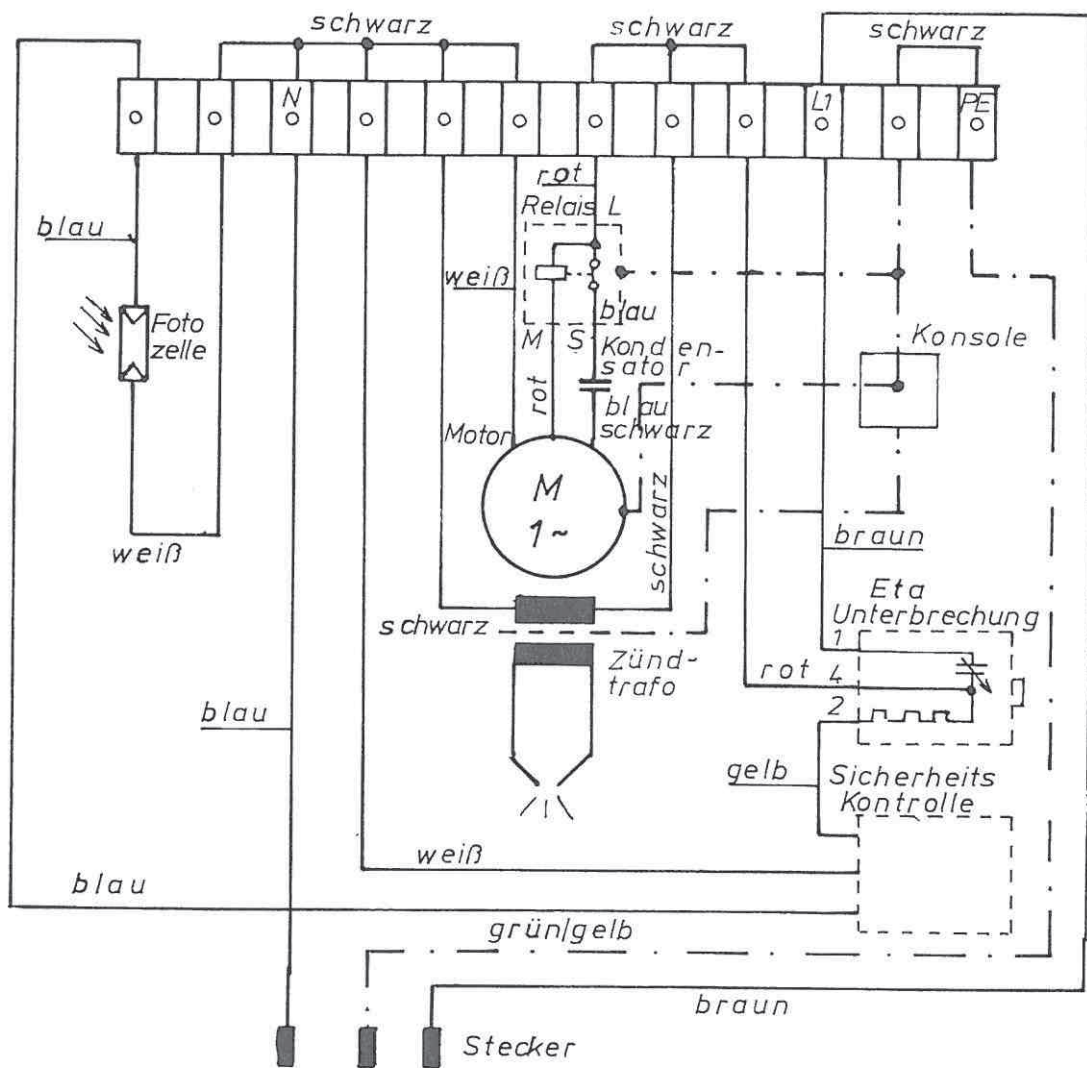 schwarz
schwarz
schwarz
N
L1
PE
rot
Relais L
blau
weiß
blau
M S
Foto
zelle
Konden-
sator
Konsole
rot
blau
schwarz
Motor
M
1~
schwarz
weiß
braun
Eta
Unterbrechung
schwarz
1
Zünd-
trafo
rot
4
2
blau
gelb
Sicherheits
Kontrolle
weiß
blau
grün/gelb
braun
Stecker